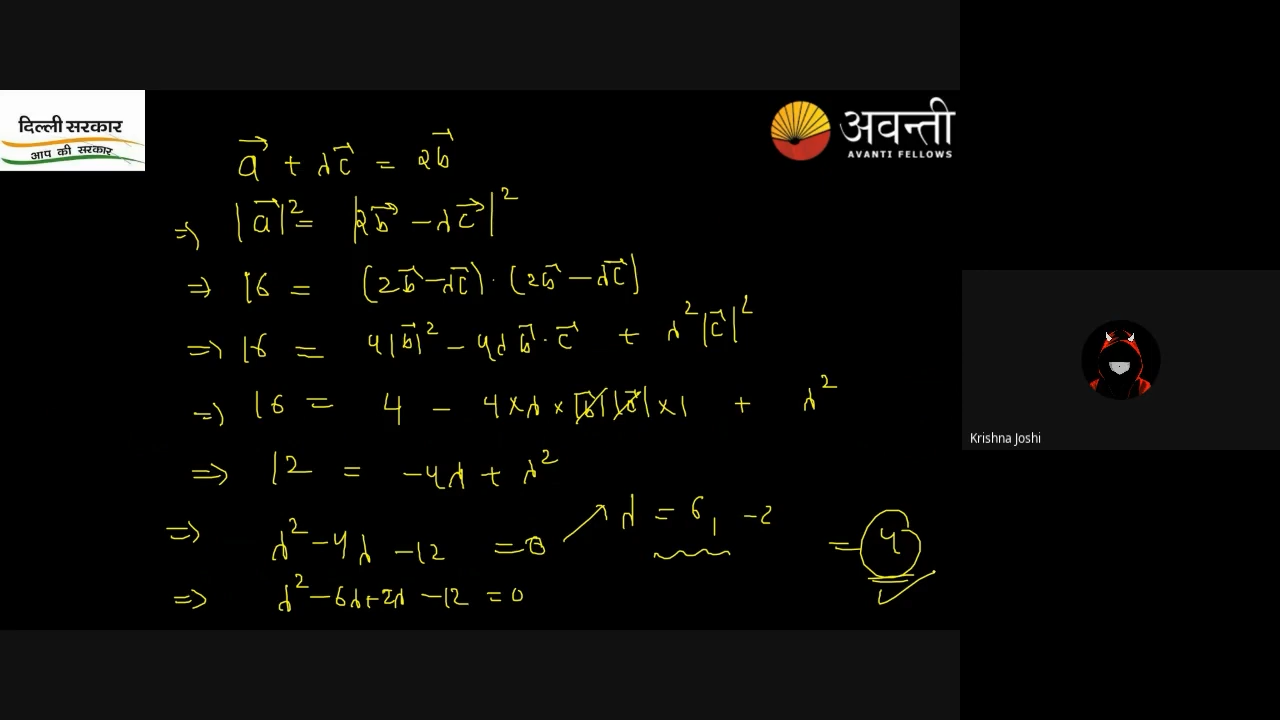 दिल्ली सरकार
आप की सरकार
अवन्ती
AVANTI FELLOWS
a⃗ + λc⃗ = 2b⃗
⇒ |a⃗|² = |2b⃗ − λc⃗|²
⇒ 16 = (2b⃗ − λc⃗) · (2b⃗ − λc⃗)
⇒ 16 = 4|b⃗|² − 4λ b⃗ · c⃗ + λ²|c⃗|²
⇒ 16 = 4 − 4 × λ × |b⃗||c⃗| × 1 + λ²
⇒ 12 = −4λ + λ²
⇒ λ² − 4λ − 12 = 0 ↗ λ = 6, −2 = 4 ✓
⇒ λ² − 6λ + 2λ − 12 = 0
Krishna Joshi